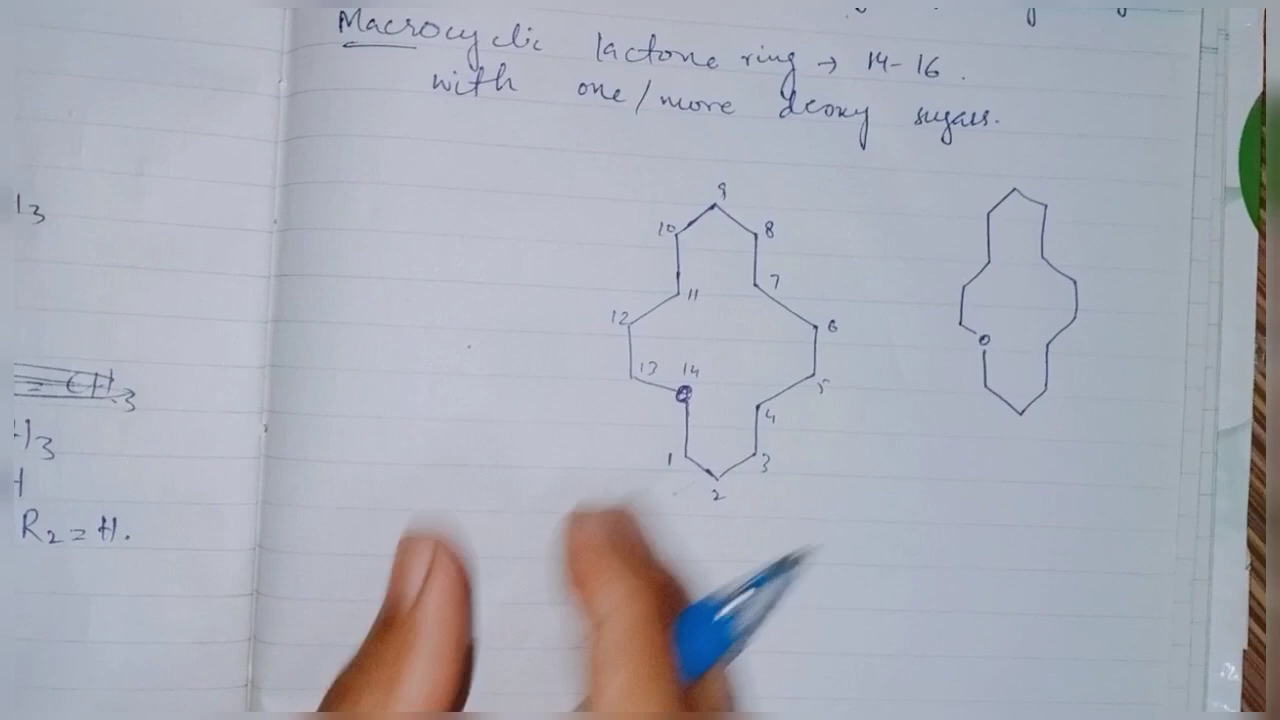 Macrocyclic lactone ring → 14-16.
with one/more deoxy sugars.
9
10 8
11 7
12 6
13 14 5
4
1 3
2
R₂ = H.